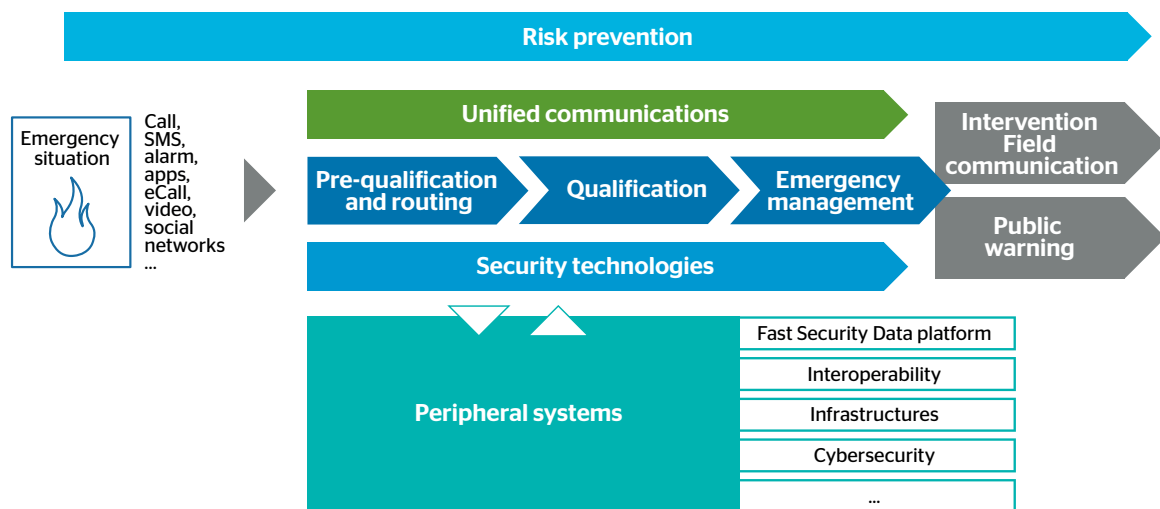 Risk prevention
Emergency
situation
Call,
SMS,
alarm,
apps,
eCall,
video,
social
networks
...
Unified communications
Pre-qualification
and routing
Qualification
Emergency
management
Security technologies
Intervention
Field
communication
Public
warning
Peripheral systems
Fast Security Data platform
Interoperability
Infrastructures
Cybersecurity
...